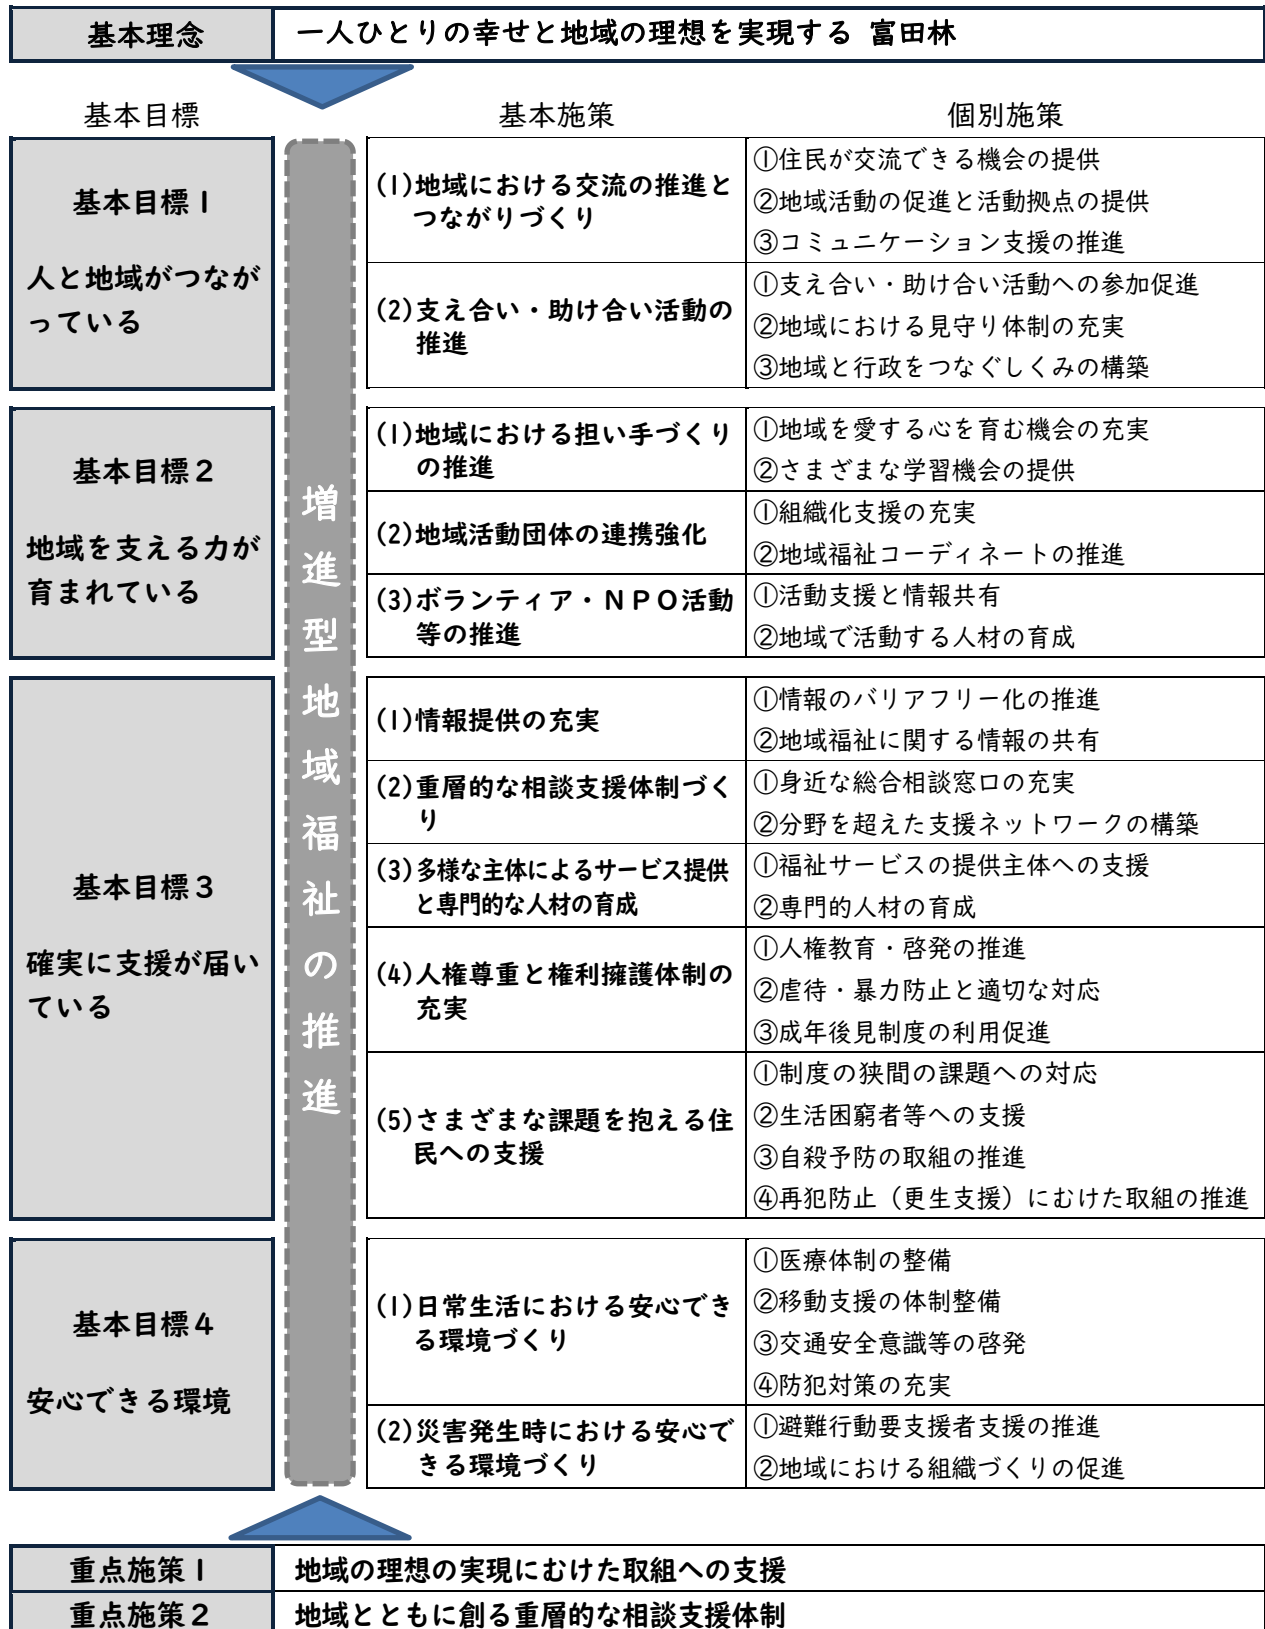 基本理念
一人ひとりの幸せと地域の理想を実現する 富田林
基本目標
基本施策
個別施策
基本目標1
人と地域がつなが
っている
(1)地域における交流の推進と
つながりづくり
①住民が交流できる機会の提供
②地域活動の促進と活動拠点の提供
③コミュニケーション支援の推進
(2)支え合い・助け合い活動の
推進
①支え合い・助け合い活動への参加促進
②地域における見守り体制の充実
③地域と行政をつなぐしくみの構築
基本目標2
地域を支える力が
育まれている
(1)地域における担い手づくり
の推進
①地域を愛する心を育む機会の充実
②さまざまな学習機会の提供
(2)地域活動団体の連携強化
①組織化支援の充実
②地域福祉コーディネートの推進
(3)ボランティア・NPO活動
等の推進
①活動支援と情報共有
②地域で活動する人材の育成
増進型地域福祉の推進
基本目標3
確実に支援が届い
ている
(1)情報提供の充実
①情報のバリアフリー化の推進
②地域福祉に関する情報の共有
(2)重層的な相談支援体制づく
り
①身近な総合相談窓口の充実
②分野を超えた支援ネットワークの構築
(3)多様な主体によるサービス提供
と専門的な人材の育成
①福祉サービスの提供主体への支援
②専門的人材の育成
(4)人権尊重と権利擁護体制の
充実
①人権教育・啓発の推進
②虐待・暴力防止と適切な対応
③成年後見制度の利用促進
(5)さまざまな課題を抱える住
民への支援
①制度の狭間の課題への対応
②生活困窮者等への支援
③自殺予防の取組の推進
④再犯防止(更生支援)にむけた取組の推進
基本目標4
安心できる環境
(1)日常生活における安心でき
る環境づくり
①医療体制の整備
②移動支援の体制整備
③交通安全意識等の啓発
④防犯対策の充実
(2)災害発生時における安心で
きる環境づくり
①避難行動要支援者支援の推進
②地域における組織づくりの促進
重点施策1
地域の理想の実現にむけた取組への支援
重点施策2
地域とともに創る重層的な相談支援体制